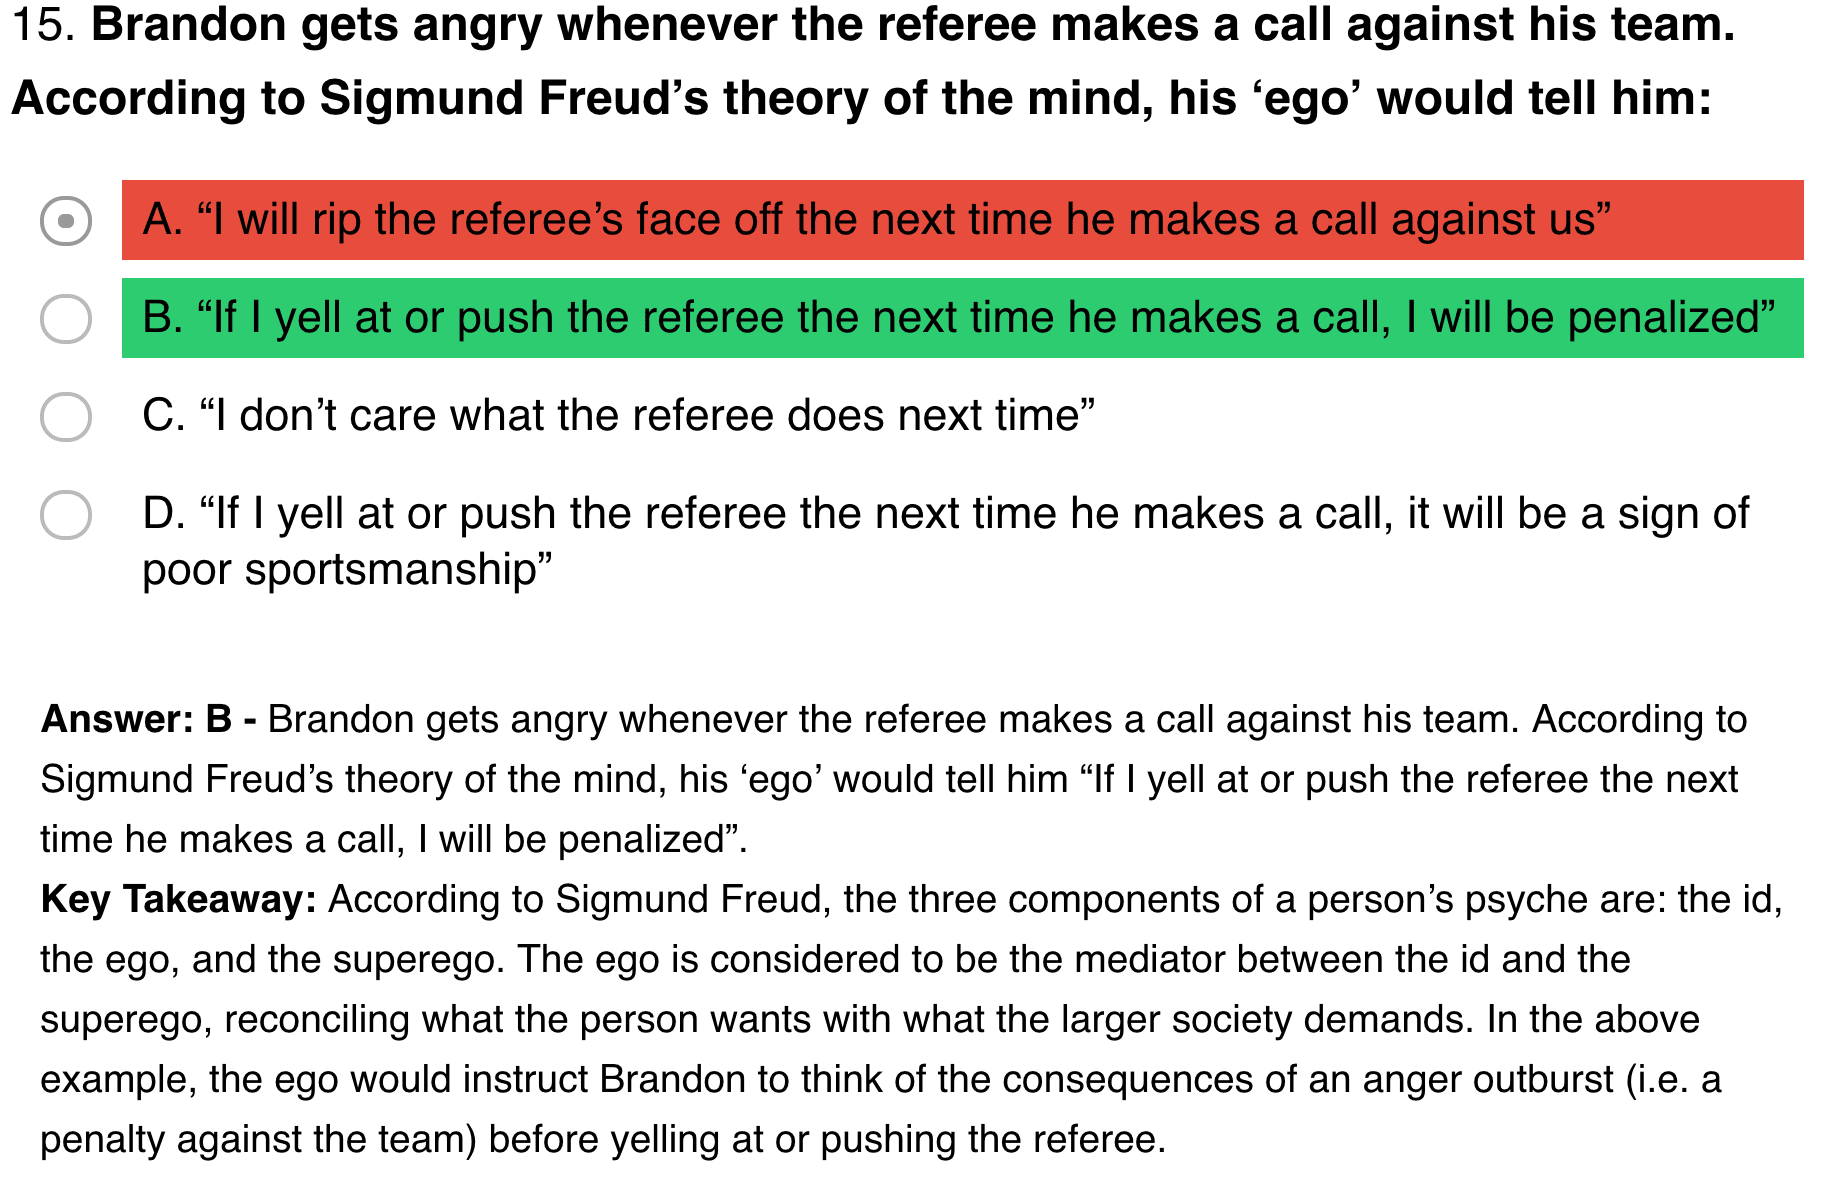 15. Brandon gets angry whenever the referee makes a call against his team.
According to Sigmund Freud’s theory of the mind, his ‘ego’ would tell him:
A. “I will rip the referee’s face off the next time he makes a call against us”
B. “If I yell at or push the referee the next time he makes a call, I will be penalized”
C. “I don’t care what the referee does next time”
D. “If I yell at or push the referee the next time he makes a call, it will be a sign of
poor sportsmanship”
Answer: B - Brandon gets angry whenever the referee makes a call against his team. According to
Sigmund Freud’s theory of the mind, his ‘ego’ would tell him “If I yell at or push the referee the next
time he makes a call, I will be penalized”.
Key Takeaway: According to Sigmund Freud, the three components of a person’s psyche are: the id,
the ego, and the superego. The ego is considered to be the mediator between the id and the
superego, reconciling what the person wants with what the larger society demands. In the above
example, the ego would instruct Brandon to think of the consequences of an anger outburst (i.e. a
penalty against the team) before yelling at or pushing the referee.